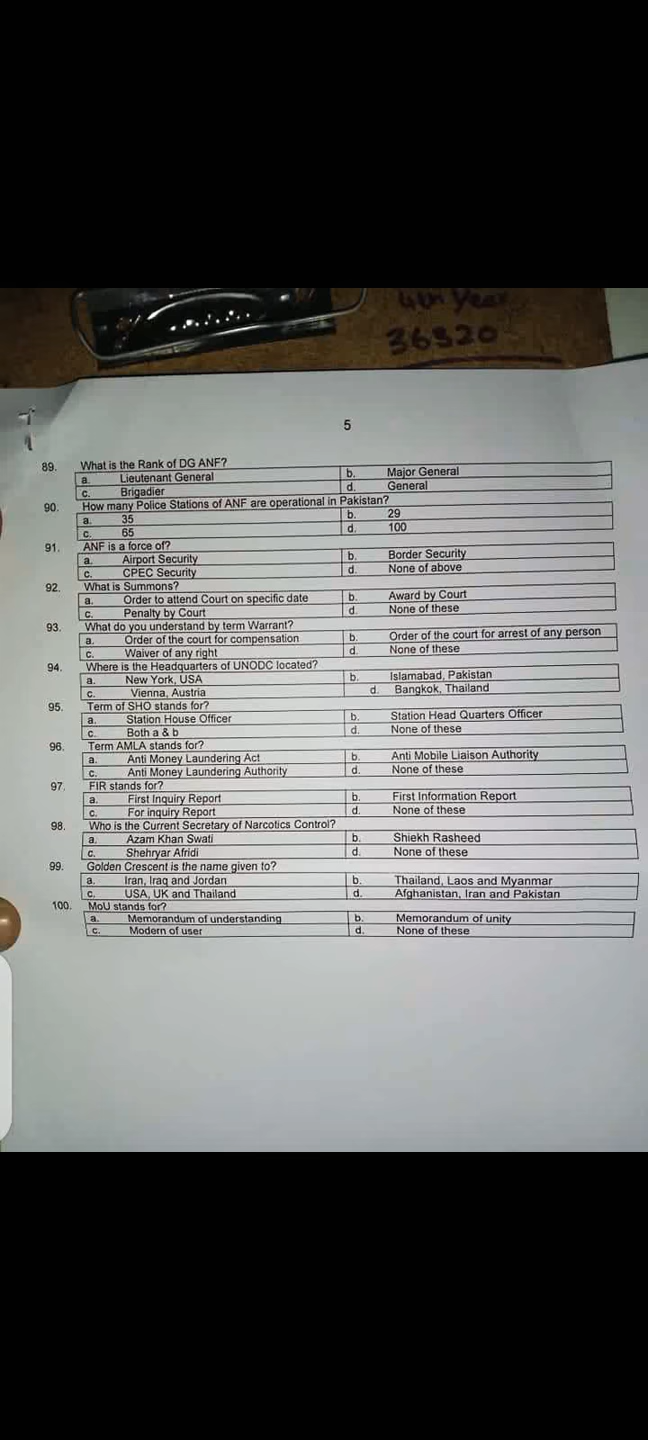 4th Year
36320
5
89. What is the Rank of DG ANF?
a. Lieutenant General b. Major General
c. Brigadier d. General
90. How many Police Stations of ANF are operational in Pakistan?
a. 35 b. 29
c. 65 d. 100
91. ANF is a force of?
a. Airport Security b. Border Security
c. CPEC Security d. None of above
92. What is Summons?
a. Order to attend Court on specific date b. Award by Court
c. Penalty by Court d. None of these
93. What do you understand by term Warrant?
a. Order of the court for compensation b. Order of the court for arrest of any person
c. Waiver of any right d. None of these
94. Where is the Headquarters of UNODC located?
a. New York, USA b. Islamabad, Pakistan
c. Vienna, Austria d. Bangkok, Thailand
95. Term of SHO stands for?
a. Station House Officer b. Station Head Quarters Officer
c. Both a & b d. None of these
96. Term AMLA stands for?
a. Anti Money Laundering Act b. Anti Mobile Liaison Authority
c. Anti Money Laundering Authority d. None of these
97. FIR stands for?
a. First Inquiry Report b. First Information Report
c. For inquiry Report d. None of these
98. Who is the Current Secretary of Narcotics Control?
a. Azam Khan Swati b. Shiekh Rasheed
c. Shehryar Afridi d. None of these
99. Golden Crescent is the name given to?
a. Iran, Iraq and Jordan b. Thailand, Laos and Myanmar
c. USA, UK and Thailand d. Afghanistan, Iran and Pakistan
100. MoU stands for?
a. Memorandum of understanding b. Memorandum of unity
c. Modern of user d. None of these